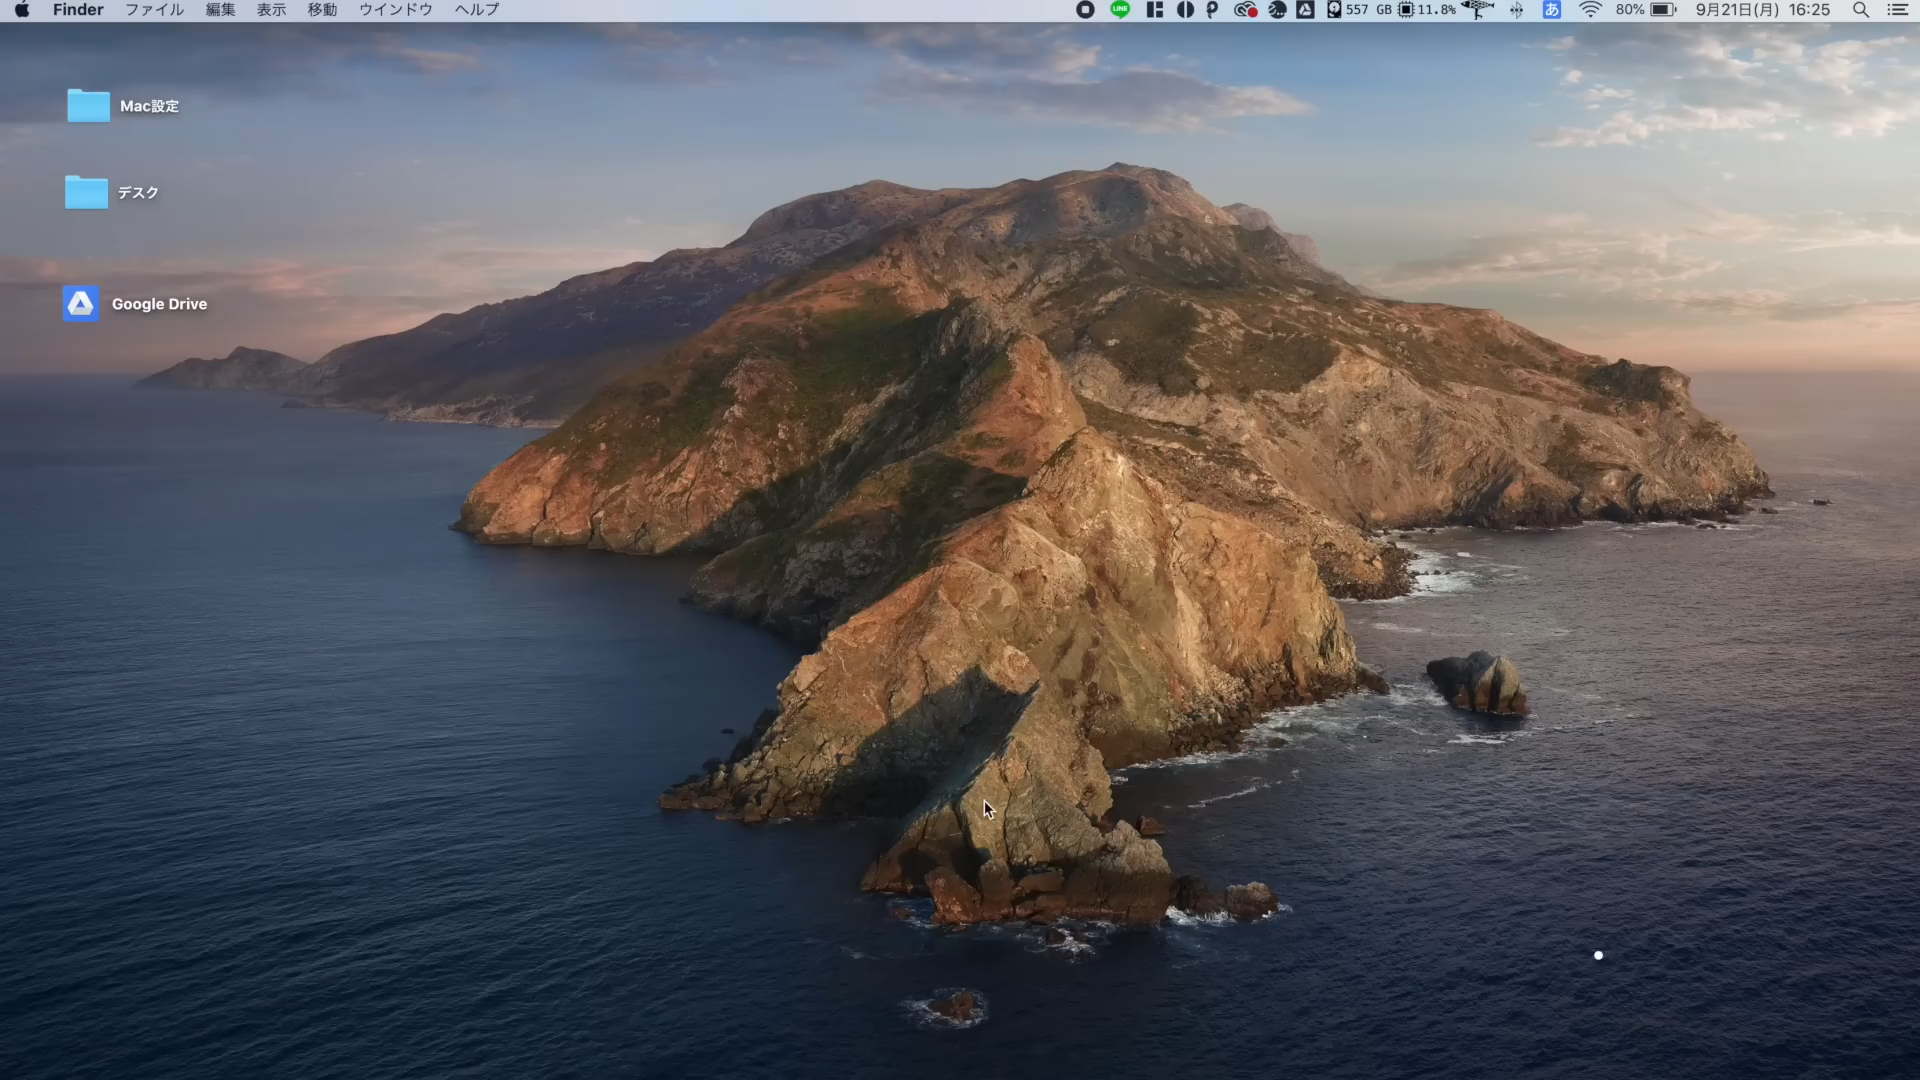 Finder ファイル 編集 表示 移動 ウインドウ ヘルプ LINE 557 GB 11.8% あ 80% 9月21日(月) 16:25
Mac設定
デスク
Google Drive